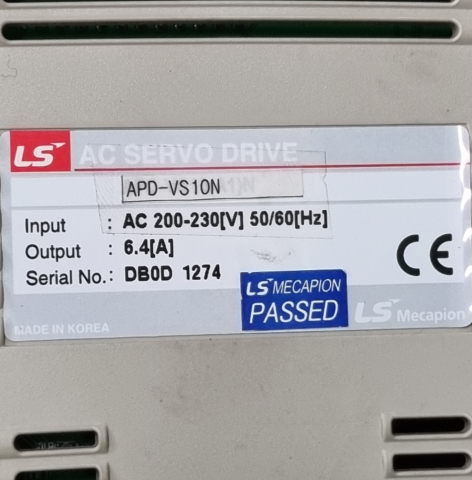 LS AC SERVO DRIVE
APD-VS10N
Input : AC 200-230[V] 50/60[Hz]
Output : 6.4[A]
Serial No. : DB0D 1274
CE
LS MECAPION
PASSED
LS Mecapion
MADE IN KOREA